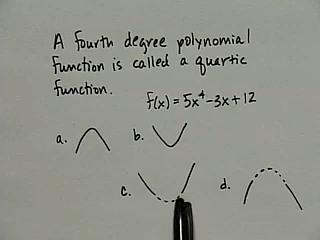 A fourth degree polynomial
function is called a quartic
function.
f(x) = 5x⁴-3x+12
a. b.
c. d.